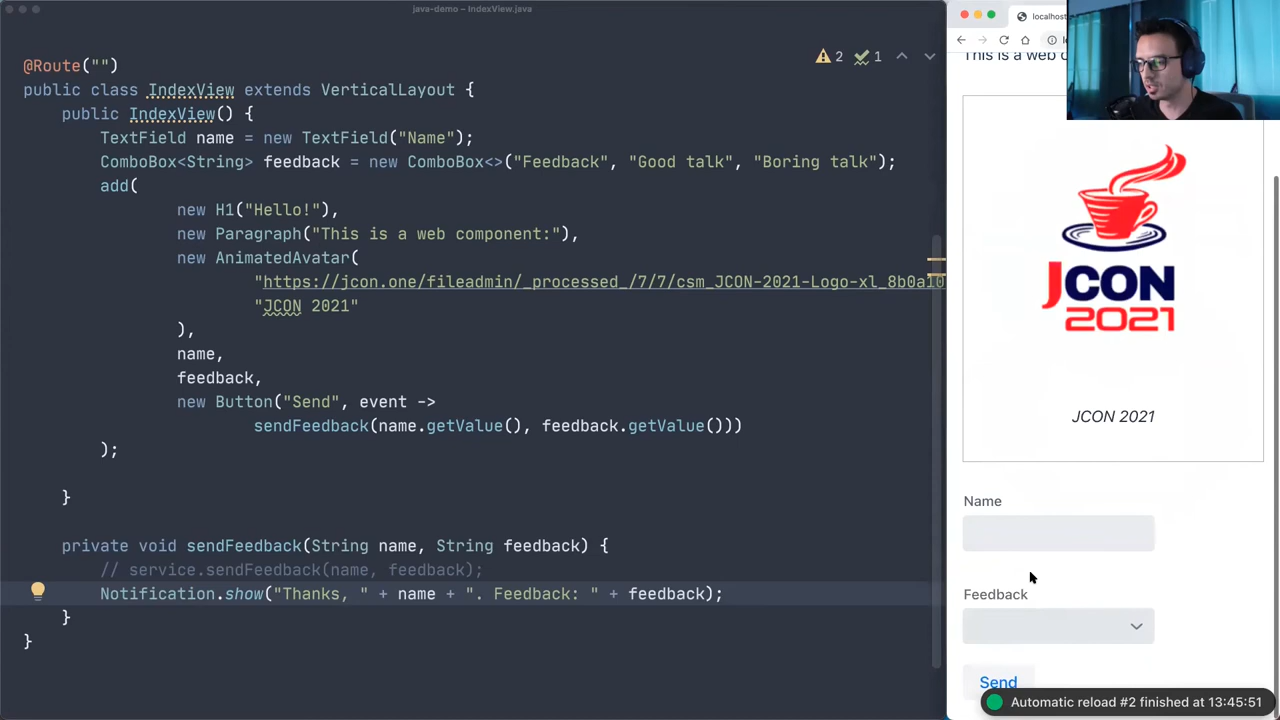 java-demo – IndexView.java
@Route("")
public class IndexView extends VerticalLayout {
public IndexView() {
TextField name = new TextField("Name");
ComboBox<String> feedback = new ComboBox<>("Feedback", "Good talk", "Boring talk");
add(
new H1("Hello!"),
new Paragraph("This is a web component:"),
new AnimatedAvatar(
"https://jcon.one/fileadmin/_processed_/7/7/csm_JCON-2021-Logo-xl_8b0a10
"JCON 2021"
),
name,
feedback,
new Button("Send", event ->
sendFeedback(name.getValue(), feedback.getValue()))
);
}
private void sendFeedback(String name, String feedback) {
// service.sendFeedback(name, feedback);
Notification.show("Thanks, " + name + ". Feedback: " + feedback);
}
}
2 1
localhost
This is a web
JCON
2021
JCON 2021
Name
Feedback
Send
Automatic reload #2 finished at 13:45:51